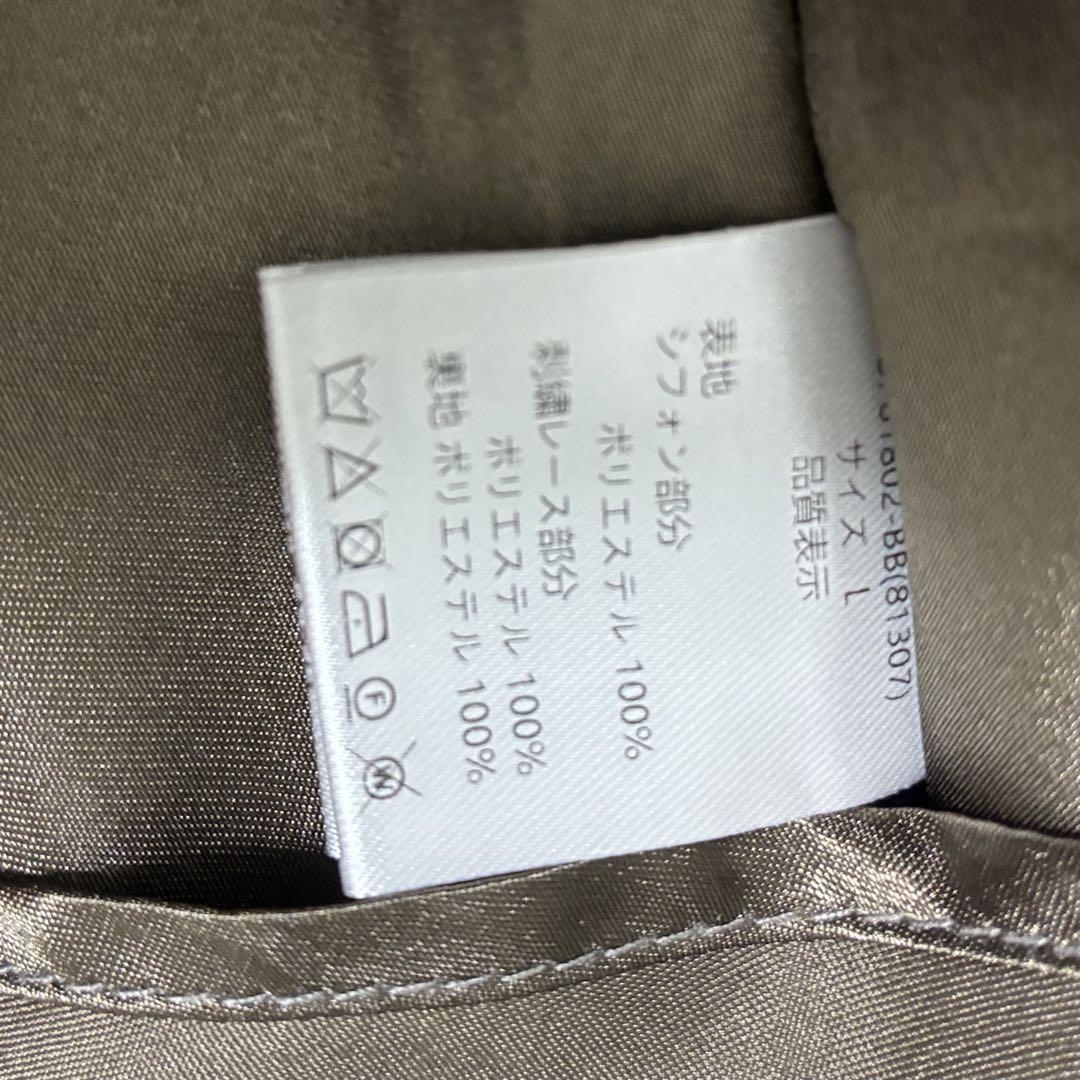 サイズ L
品質表示
表地
シフォン部分
ポリエステル 100%
刺繍レース部分
ポリエステル 100%
裏地 ポリエステル 100%
F
W